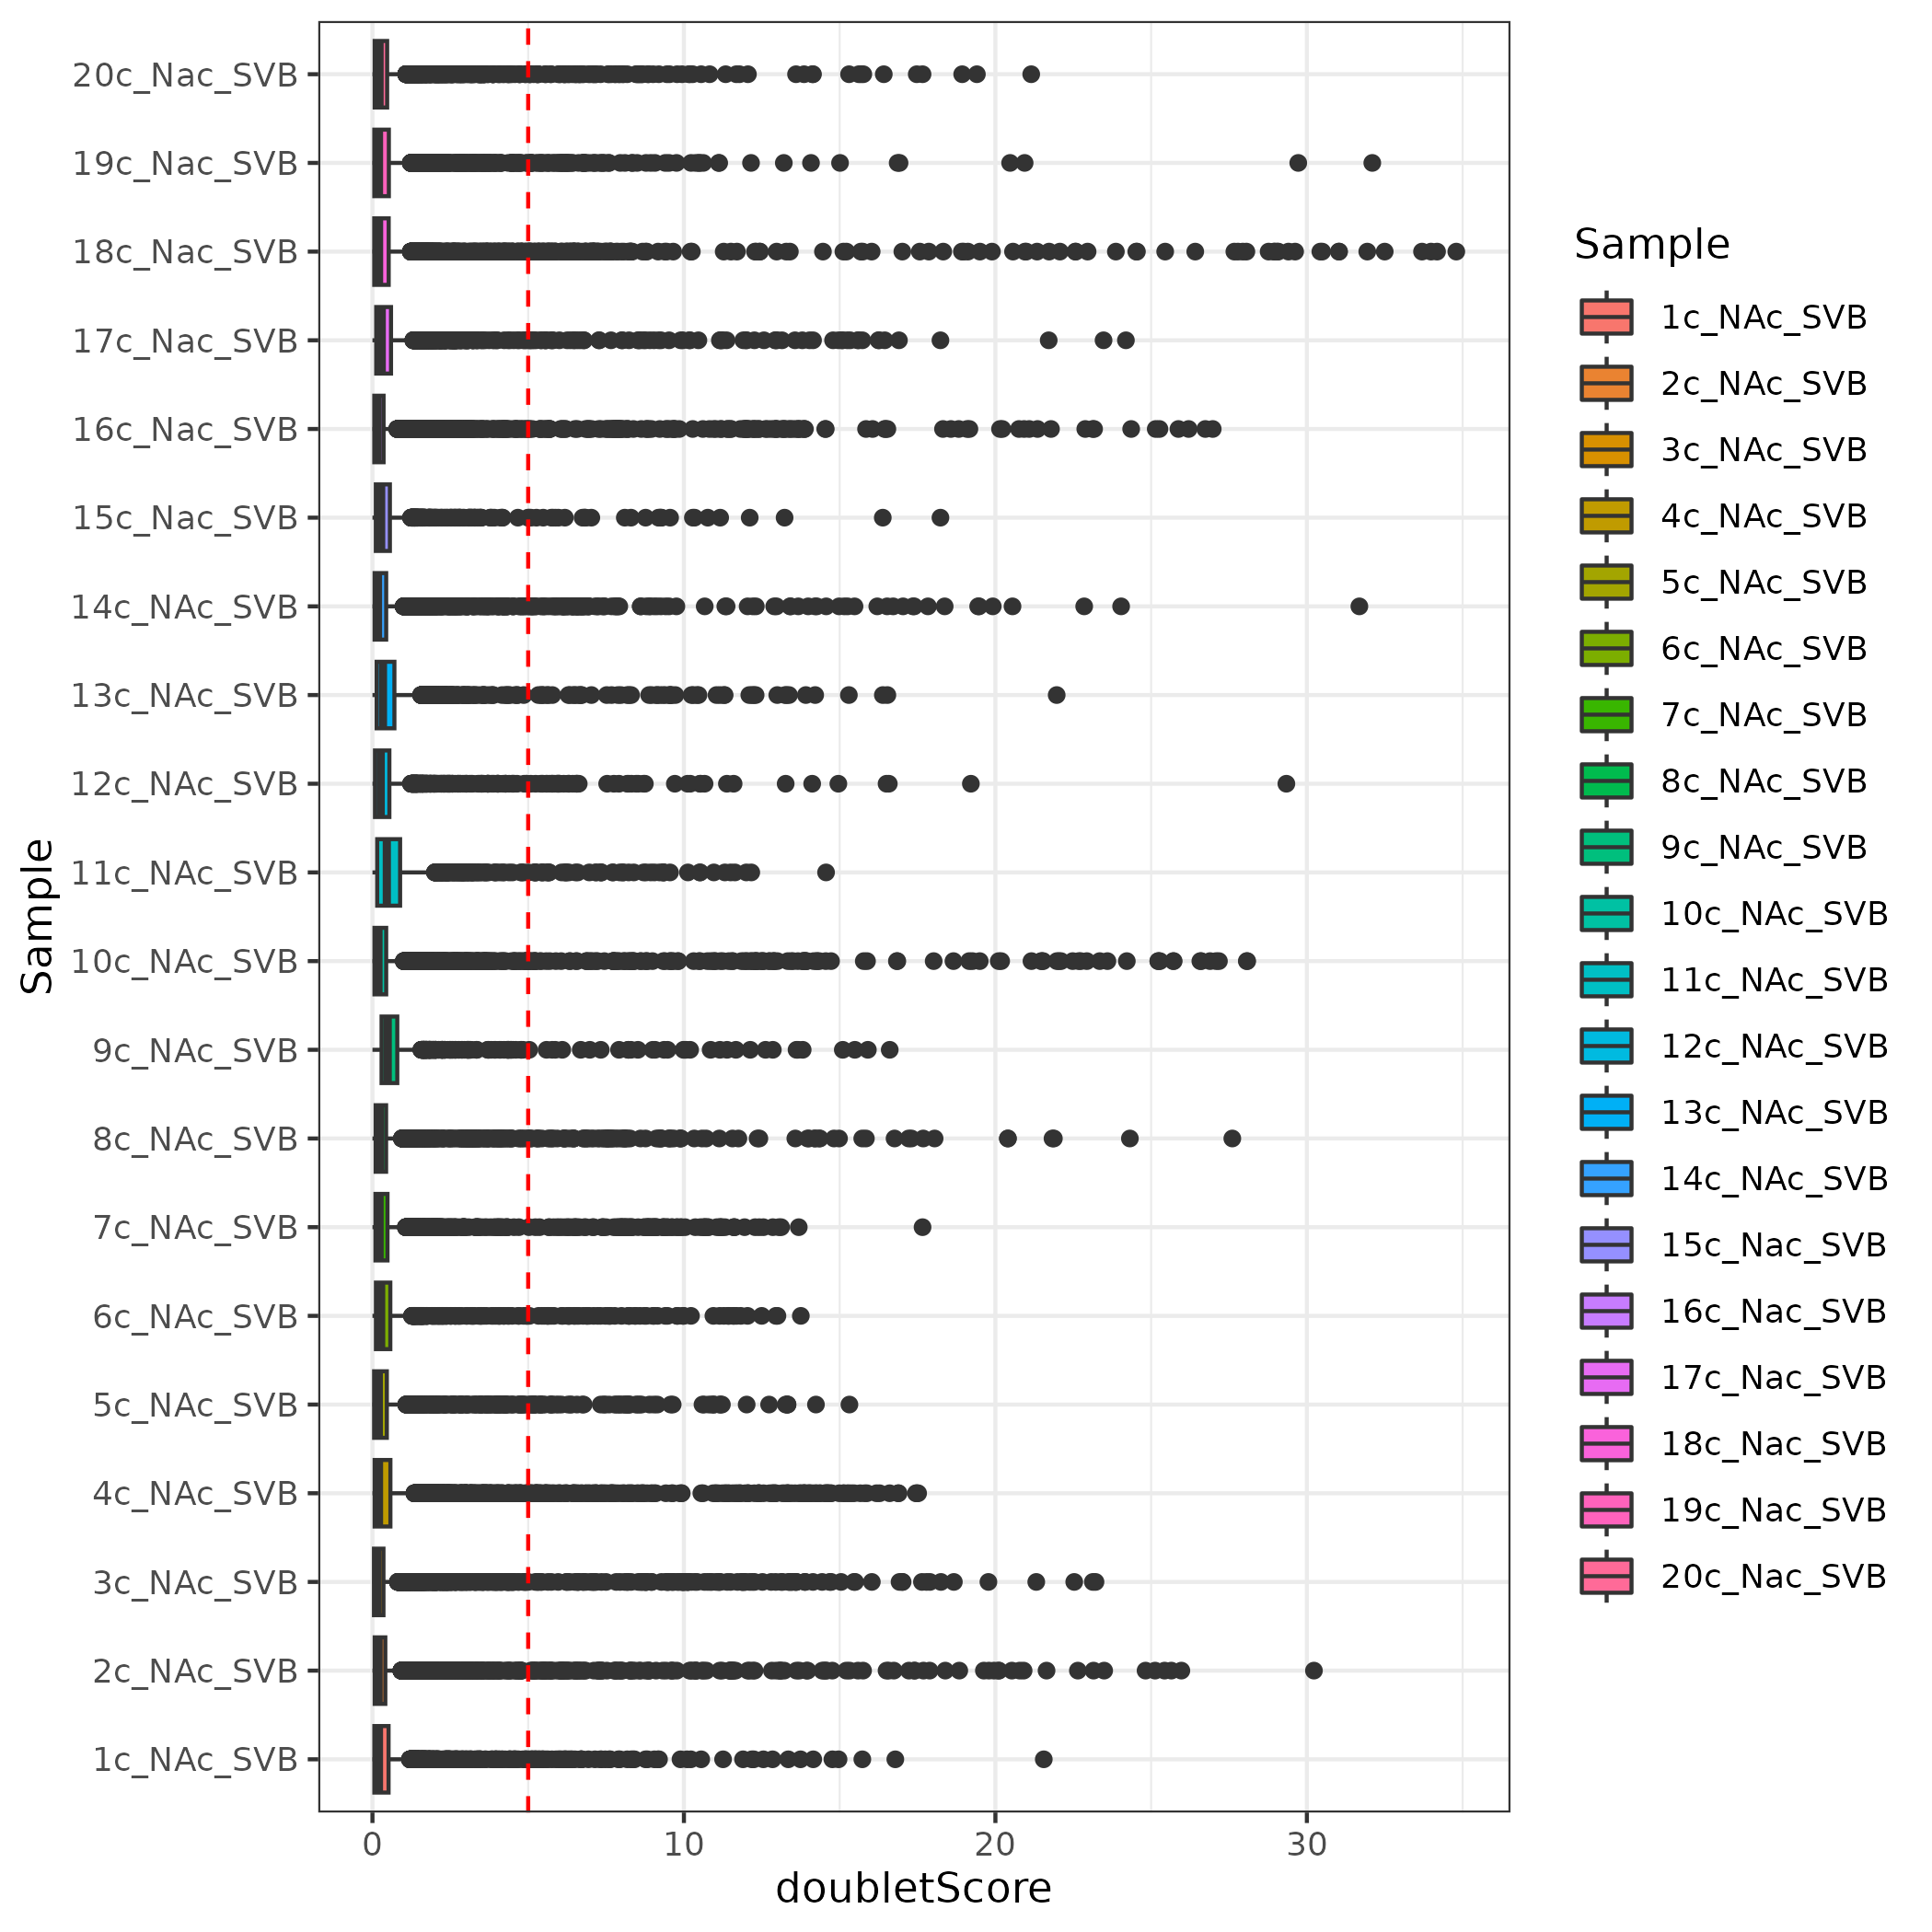 Sample
20c_Nac_SVB
19c_Nac_SVB
18c_Nac_SVB
17c_Nac_SVB
16c_Nac_SVB
15c_Nac_SVB
14c_NAc_SVB
13c_NAc_SVB
12c_NAc_SVB
11c_NAc_SVB
10c_NAc_SVB
9c_NAc_SVB
8c_NAc_SVB
7c_NAc_SVB
6c_NAc_SVB
5c_NAc_SVB
4c_NAc_SVB
3c_NAc_SVB
2c_NAc_SVB
1c_NAc_SVB
0 10 20 30
doubletScore
Sample
1c_NAc_SVB
2c_NAc_SVB
3c_NAc_SVB
4c_NAc_SVB
5c_NAc_SVB
6c_NAc_SVB
7c_NAc_SVB
8c_NAc_SVB
9c_NAc_SVB
10c_NAc_SVB
11c_NAc_SVB
12c_NAc_SVB
13c_NAc_SVB
14c_NAc_SVB
15c_Nac_SVB
16c_Nac_SVB
17c_Nac_SVB
18c_Nac_SVB
19c_Nac_SVB
20c_Nac_SVB